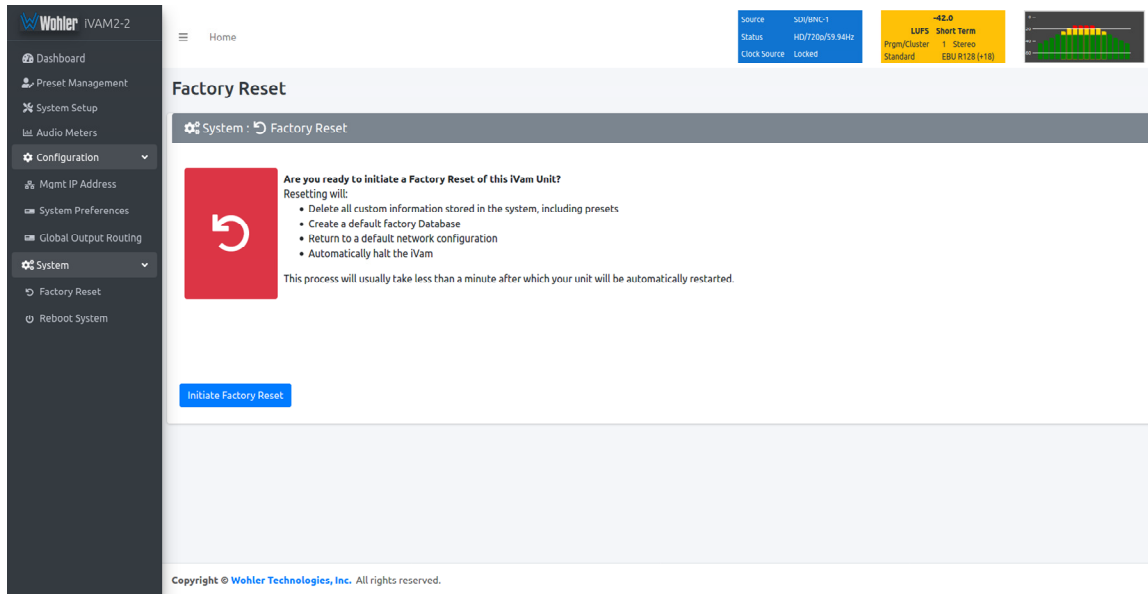 Wohler iVAM2-2
Dashboard
Preset Management
System Setup
Audio Meters
Configuration
Mgmt IP Address
System Preferences
Global Output Routing
System
Factory Reset
Reboot System
Home
Source SDI/BNC-1
Status HD/720p/59.94Hz
Clock Source Locked
-42.0
LUFS Short Term
Prgm/Cluster 1 Stereo
Standard EBU R128 (+18)
Factory Reset
System : Factory Reset
Are you ready to initiate a Factory Reset of this iVam Unit?
Resetting will:
• Delete all custom information stored in the system, including presets
• Create a default factory Database
• Return to a default network configuration
• Automatically halt the iVam
This process will usually take less than a minute after which your unit will be automatically restarted.
Initiate Factory Reset
Copyright © Wohler Technologies, Inc. All rights reserved.